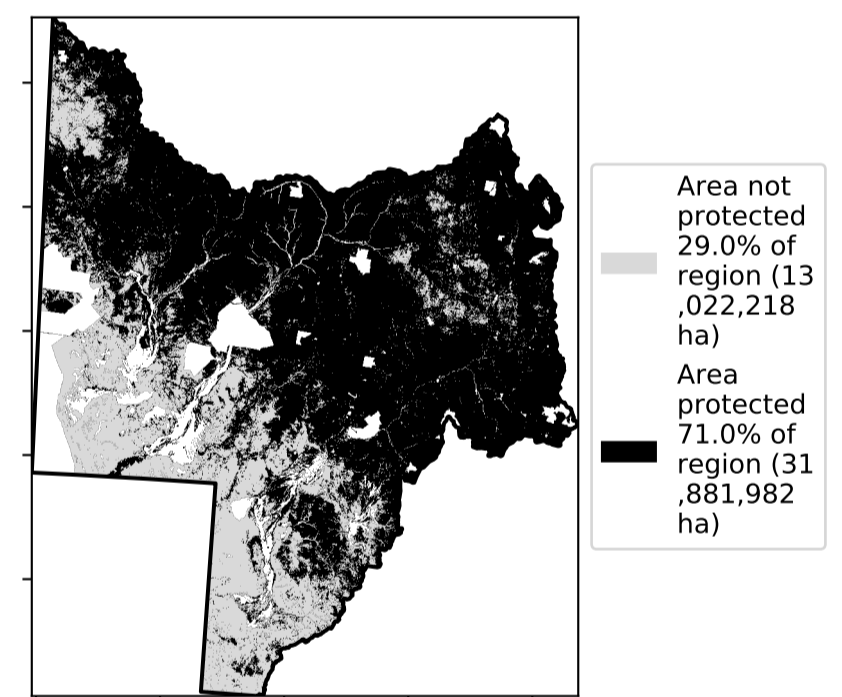 Area not
protected
29.0% of
region (13
,022,218
ha)
Area
protected
71.0% of
region (31
,881,982
ha)